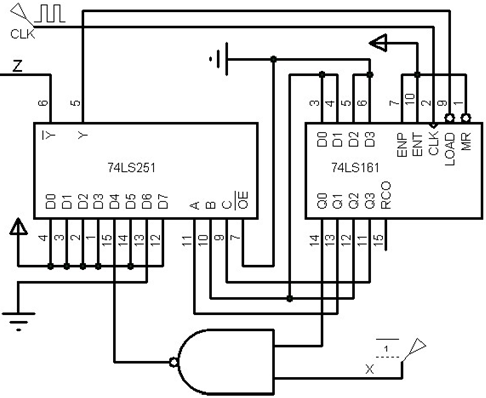 CLK
Z
6 5
3 4 5 6 7 10 2 9 1
Y Y
D0 D1 D2 D3 ENP ENT CLK LOAD MR
74LS251
74LS161
D0 D1 D2 D3 D4 D5 D6 D7 A B C OE
Q0 Q1 Q2 Q3 RCO
4 3 2 1 15 14 13 12 11 10 9 7
14 13 12 11 15
1
X